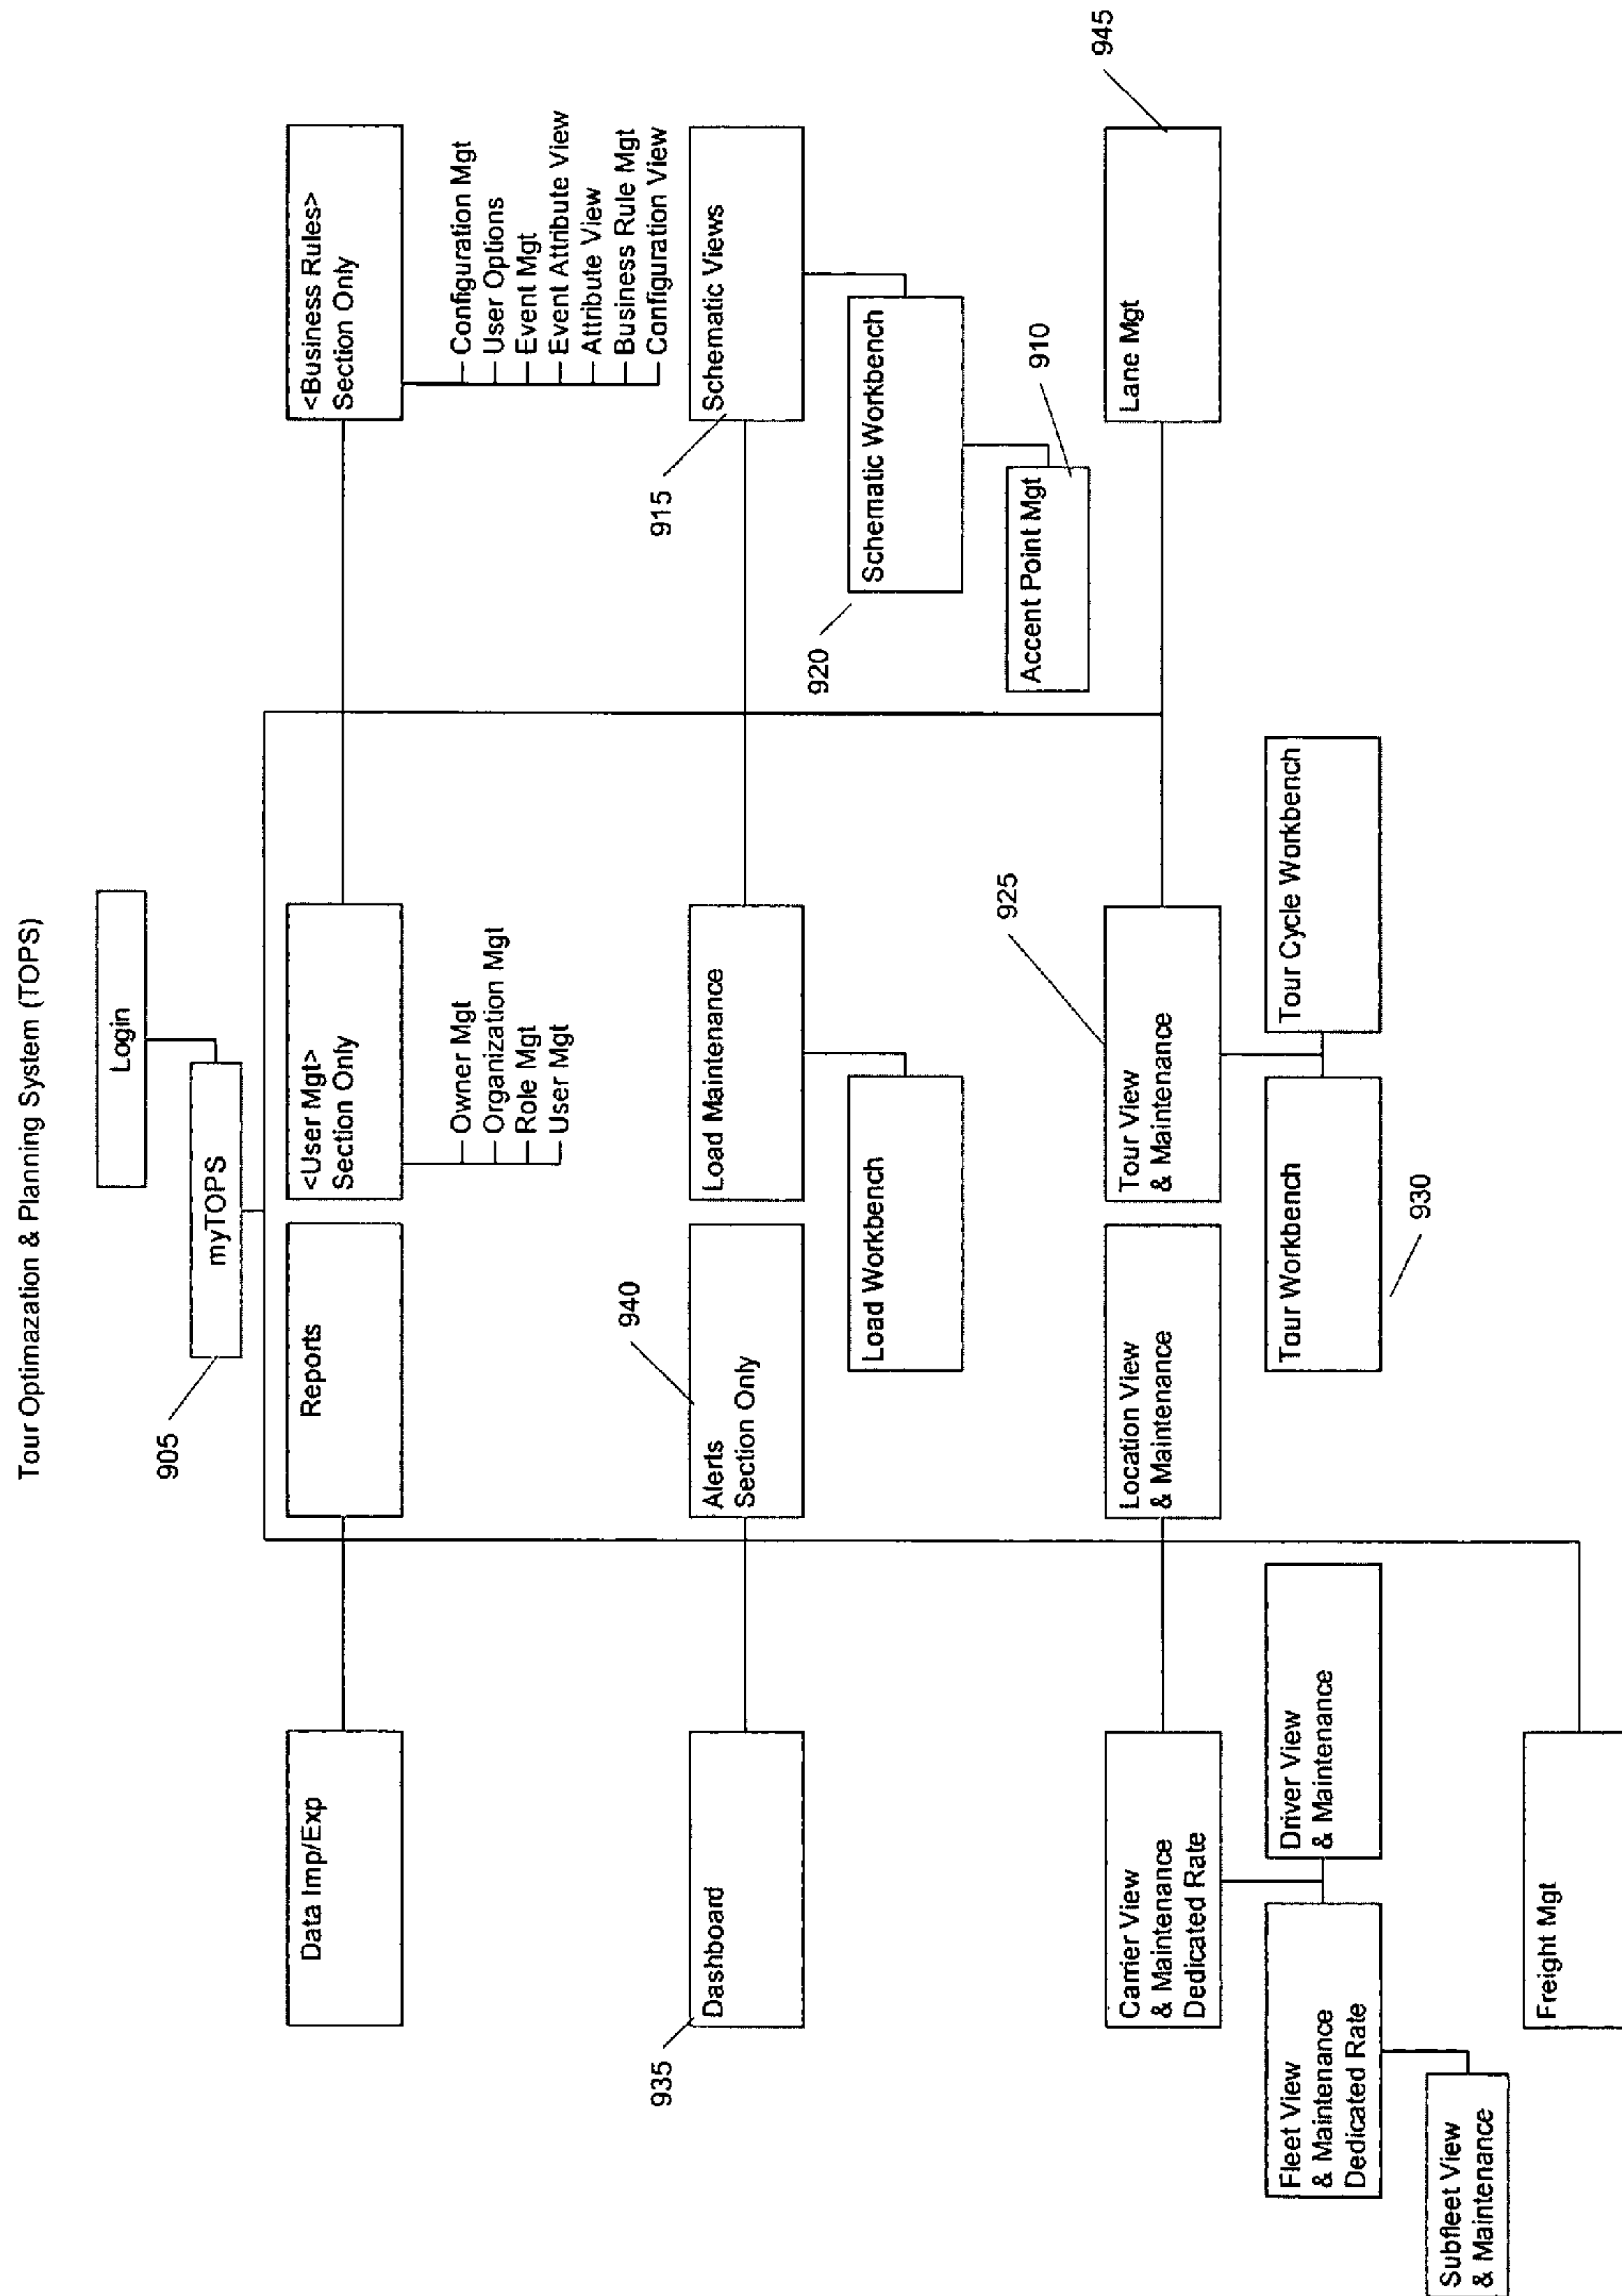 Tour Optimazation & Planning System (TOPS)
Login
myTOPS
905
Data Imp/Exp
Reports
<User Mgt>
Section Only
Owner Mgt
Organization Mgt
Role Mgt
User Mgt
<Business Rules>
Section Only
Configuration Mgt
User Options
Event Mgt
Event Attribute View
Attribute View
Business Rule Mgt
Configuration View
935
Dashboard
940
Alerts
Section Only
Load Maintenance
Load Workbench
915
Schematic Views
920
Schematic Workbench
Accent Point Mgt
910
Carrier View
& Maintenance
Dedicated Rate
Fleet View
& Maintenance
Dedicated Rate
Subfleet View
& Maintenance
Driver View
& Maintenance
Location View
& Maintenance
925
Tour View
& Maintenance
Tour Workbench
930
Tour Cycle Workbench
Lane Mgt
945
Freight Mgt